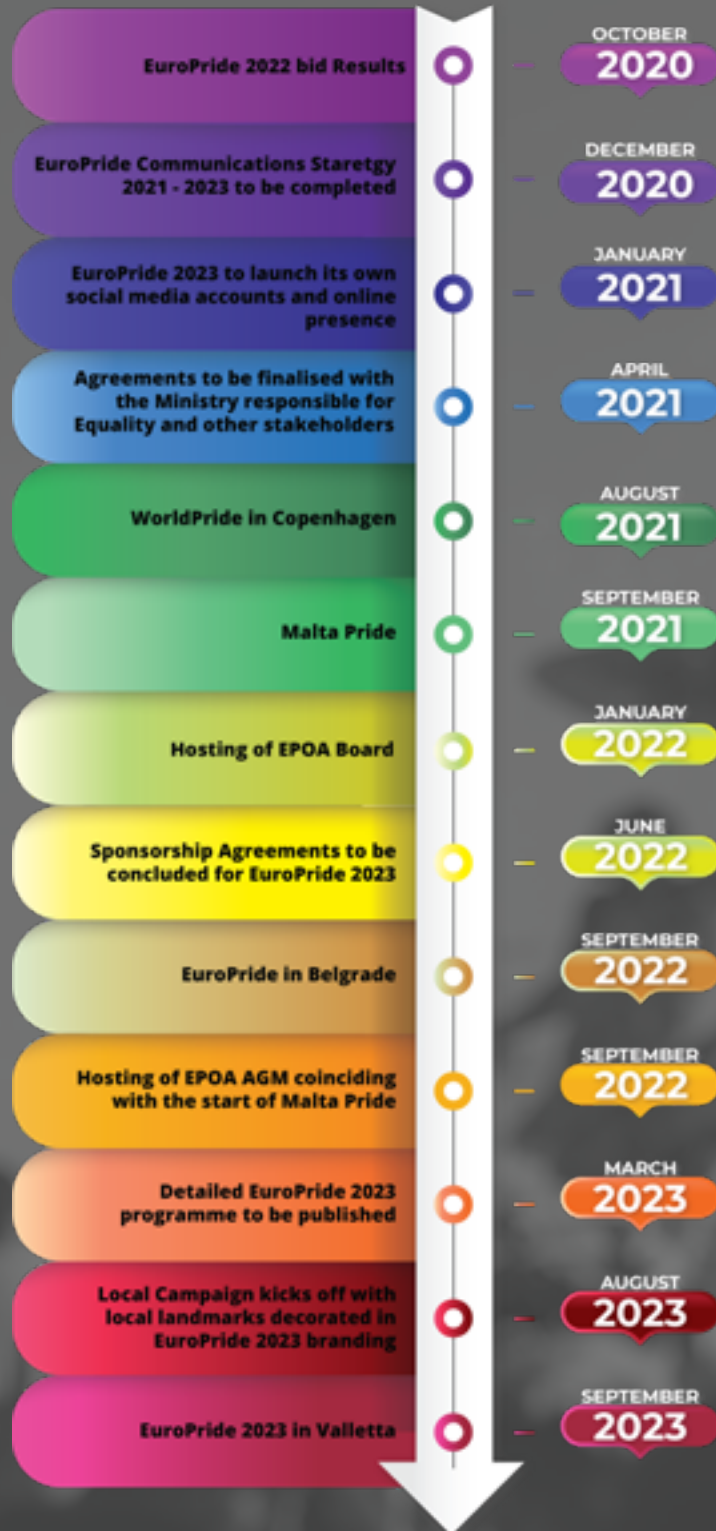 EuroPride 2022 bid Results
OCTOBER
2020
EuroPride Communications Staretgy
2021 - 2023 to be completed
DECEMBER
2020
EuroPride 2023 to launch its own
social media accounts and online
presence
JANUARY
2021
Agreements to be finalised with
the Ministry responsible for
Equality and other stakeholders
APRIL
2021
WorldPride in Copenhagen
AUGUST
2021
Malta Pride
SEPTEMBER
2021
Hosting of EPOA Board
JANUARY
2022
Sponsorship Agreements to be
concluded for EuroPride 2023
JUNE
2022
EuroPride in Belgrade
SEPTEMBER
2022
Hosting of EPOA AGM coinciding
with the start of Malta Pride
SEPTEMBER
2022
Detailed EuroPride 2023
programme to be published
MARCH
2023
Local Campaign kicks off with
local landmarks decorated in
EuroPride 2023 branding
AUGUST
2023
EuroPride 2023 in Valletta
SEPTEMBER
2023